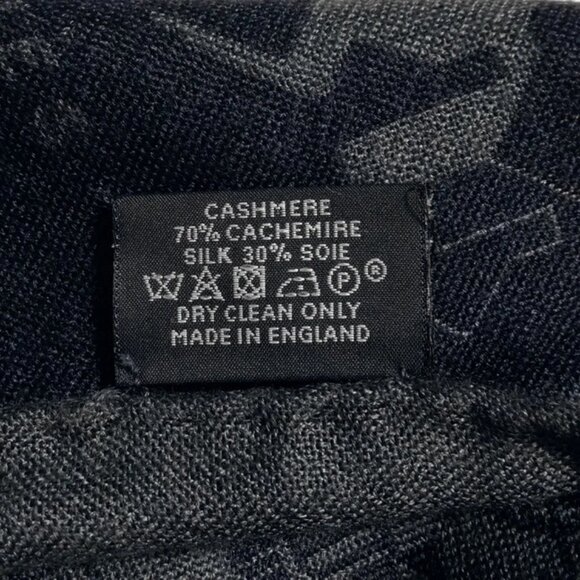 CASHMERE
70% CACHEMIRE
SILK 30% SOIE
P ®
DRY CLEAN ONLY
MADE IN ENGLAND